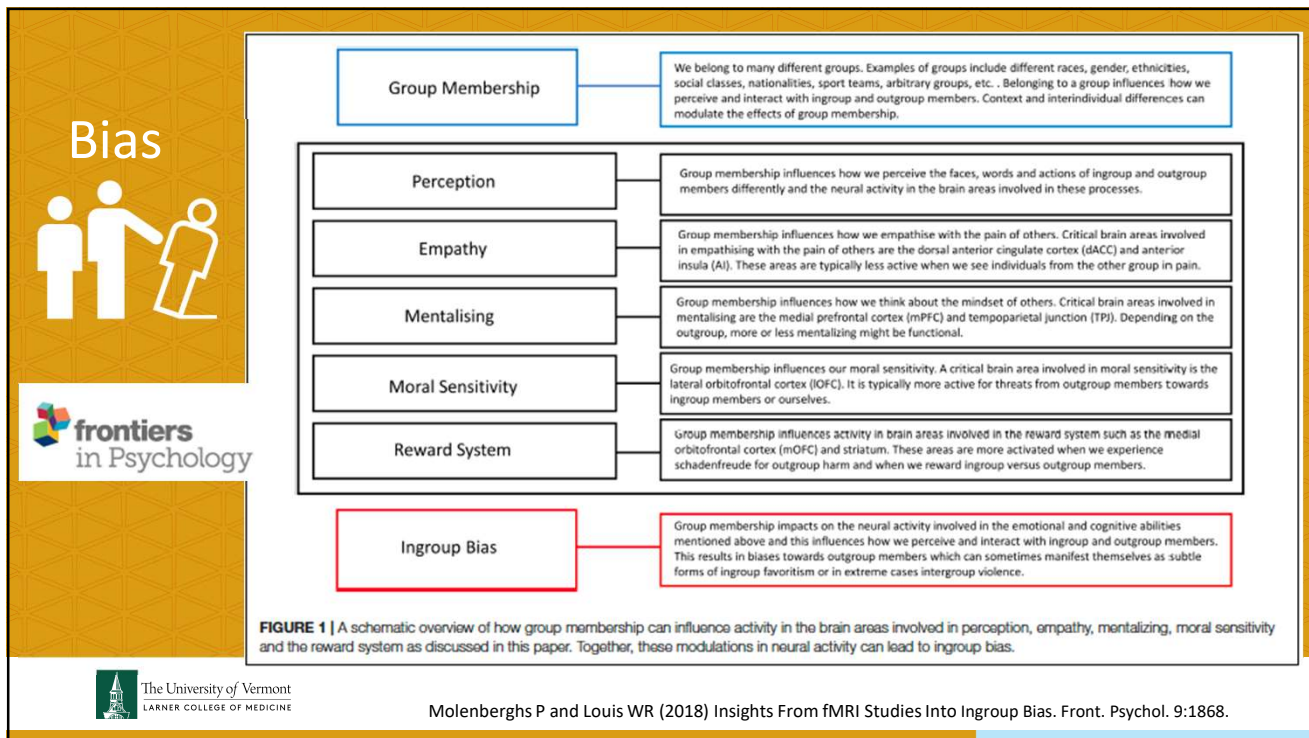 Bias
frontiers
in Psychology
Group Membership
We belong to many different groups. Examples of groups include different races, gender, ethnicities,
social classes, nationalities, sport teams, arbitrary groups, etc. . Belonging to a group influences how we
perceive and interact with ingroup and outgroup members. Context and interindividual differences can
modulate the effects of group membership.
Perception
Group membership influences how we perceive the faces, words and actions of ingroup and outgroup
members differently and the neural activity in the brain areas involved in these processes.
Empathy
Group membership influences how we empathise with the pain of others. Critical brain areas involved
in empathising with the pain of others are the dorsal anterior cingulate cortex (dACC) and anterior
insula (AI). These areas are typically less active when we see individuals from the other group in pain.
Mentalising
Group membership influences how we think about the mindset of others. Critical brain areas involved in
mentalising are the medial prefrontal cortex (mPFC) and tempoparietal junction (TPJ). Depending on the
outgroup, more or less mentalizing might be functional.
Moral Sensitivity
Group membership influences our moral sensitivity. A critical brain area involved in moral sensitivity is the
lateral orbitofrontal cortex (lOFC). It is typically more active for threats from outgroup members towards
ingroup members or ourselves.
Reward System
Group membership influences activity in brain areas involved in the reward system such as the medial
orbitofrontal cortex (mOFC) and striatum. These areas are more activated when we experience
schadenfreude for outgroup harm and when we reward ingroup versus outgroup members.
Ingroup Bias
Group membership impacts on the neural activity involved in the emotional and cognitive abilities
mentioned above and this influences how we perceive and interact with ingroup and outgroup members.
This results in biases towards outgroup members which can sometimes manifest themselves as subtle
forms of ingroup favoritism or in extreme cases intergroup violence.
FIGURE 1 | A schematic overview of how group membership can influence activity in the brain areas involved in perception, empathy, mentalizing, moral sensitivity
and the reward system as discussed in this paper. Together, these modulations in neural activity can lead to ingroup bias.
The University of Vermont
LARNER COLLEGE OF MEDICINE
Molenberghs P and Louis WR (2018) Insights From fMRI Studies Into Ingroup Bias. Front. Psychol. 9:1868.